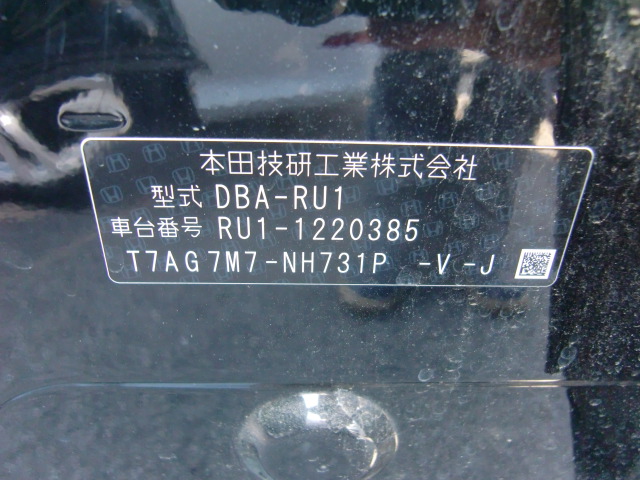 本田技研工業株式会社
型式 DBA-RU1
車台番号 RU1-1220385
T7AG7M7-NH731P -V-J